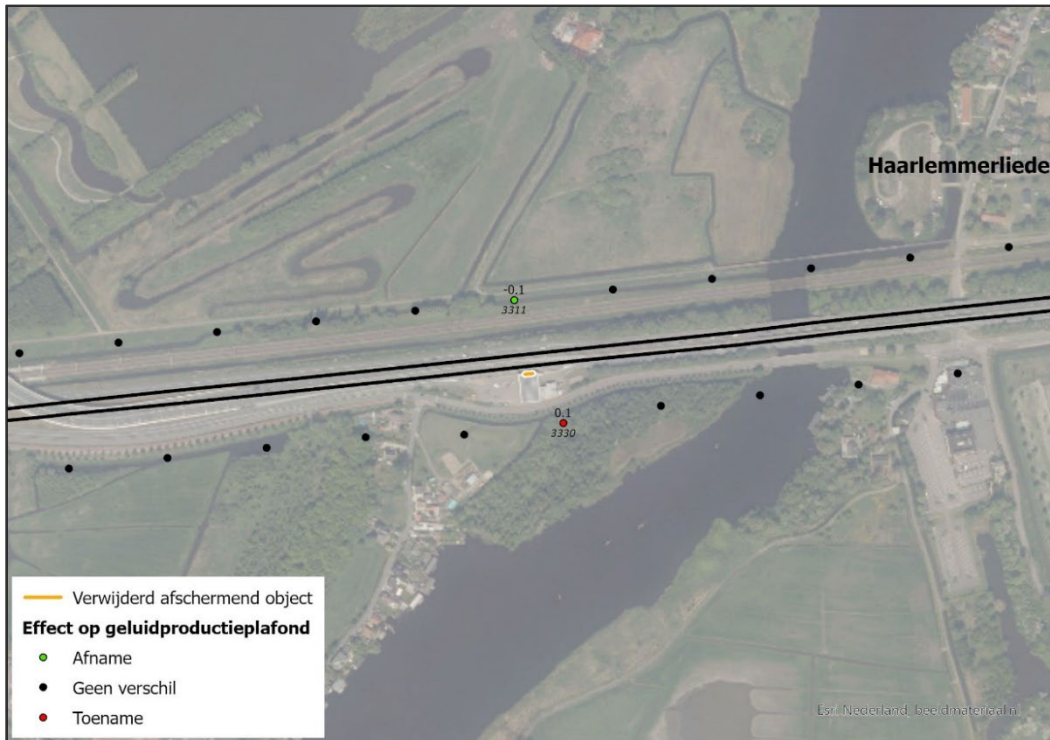 Haarlemmerliede
-0.1
3311
0.1
3330
Verwijderd afschermend object
Effect op geluidproductieplafond
Afname
Geen verschil
Toename
Esri Nederland, beeldmateriaal.nl